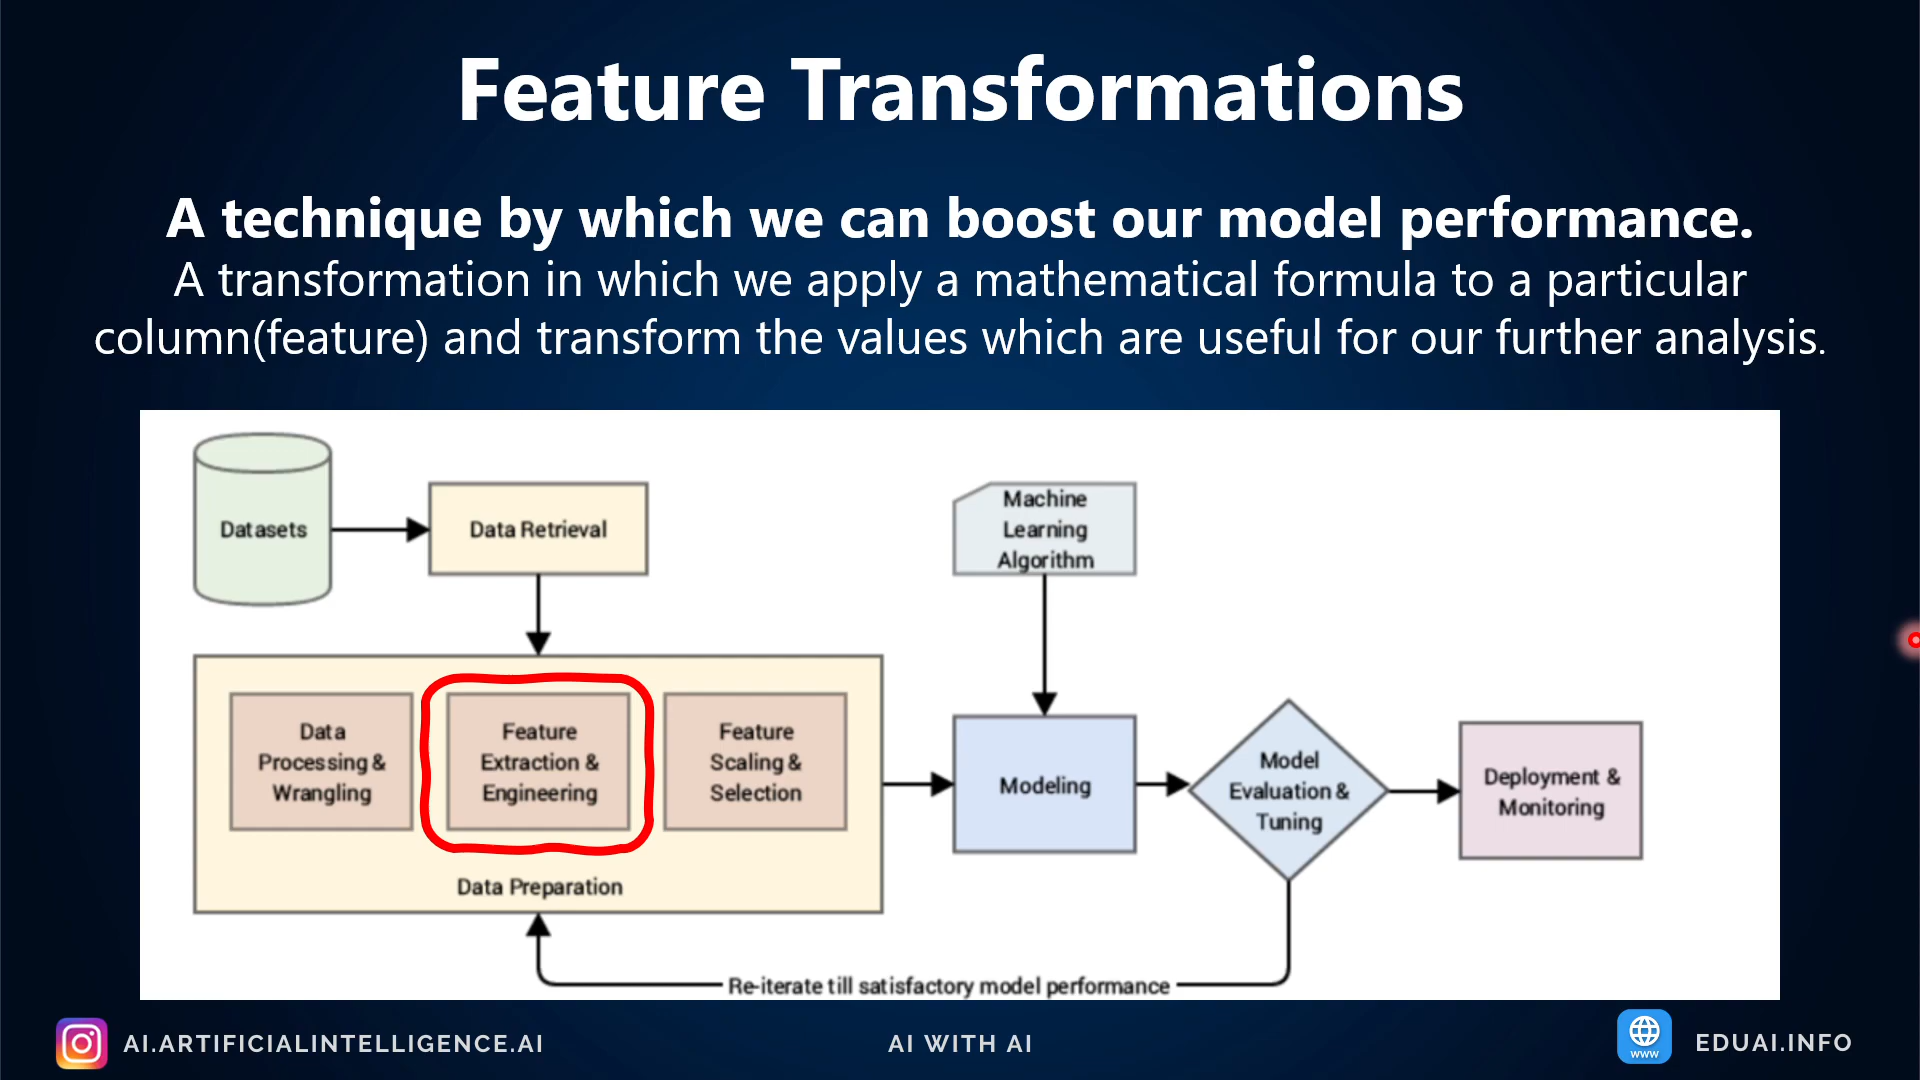 Feature Transformations
A technique by which we can boost our model performance.
A transformation in which we apply a mathematical formula to a particular
column(feature) and transform the values which are useful for our further analysis.
Datasets
Data Retrieval
Machine
Learning
Algorithm
Data
Processing &
Wrangling
Feature
Extraction &
Engineering
Feature
Scaling &
Selection
Data Preparation
Modeling
Model
Evaluation &
Tuning
Deployment &
Monitoring
Re-iterate till satisfactory model performance
AI.ARTIFICIALINTELLIGENCE.AI
AI WITH AI
WWW
EDUAI.INFO